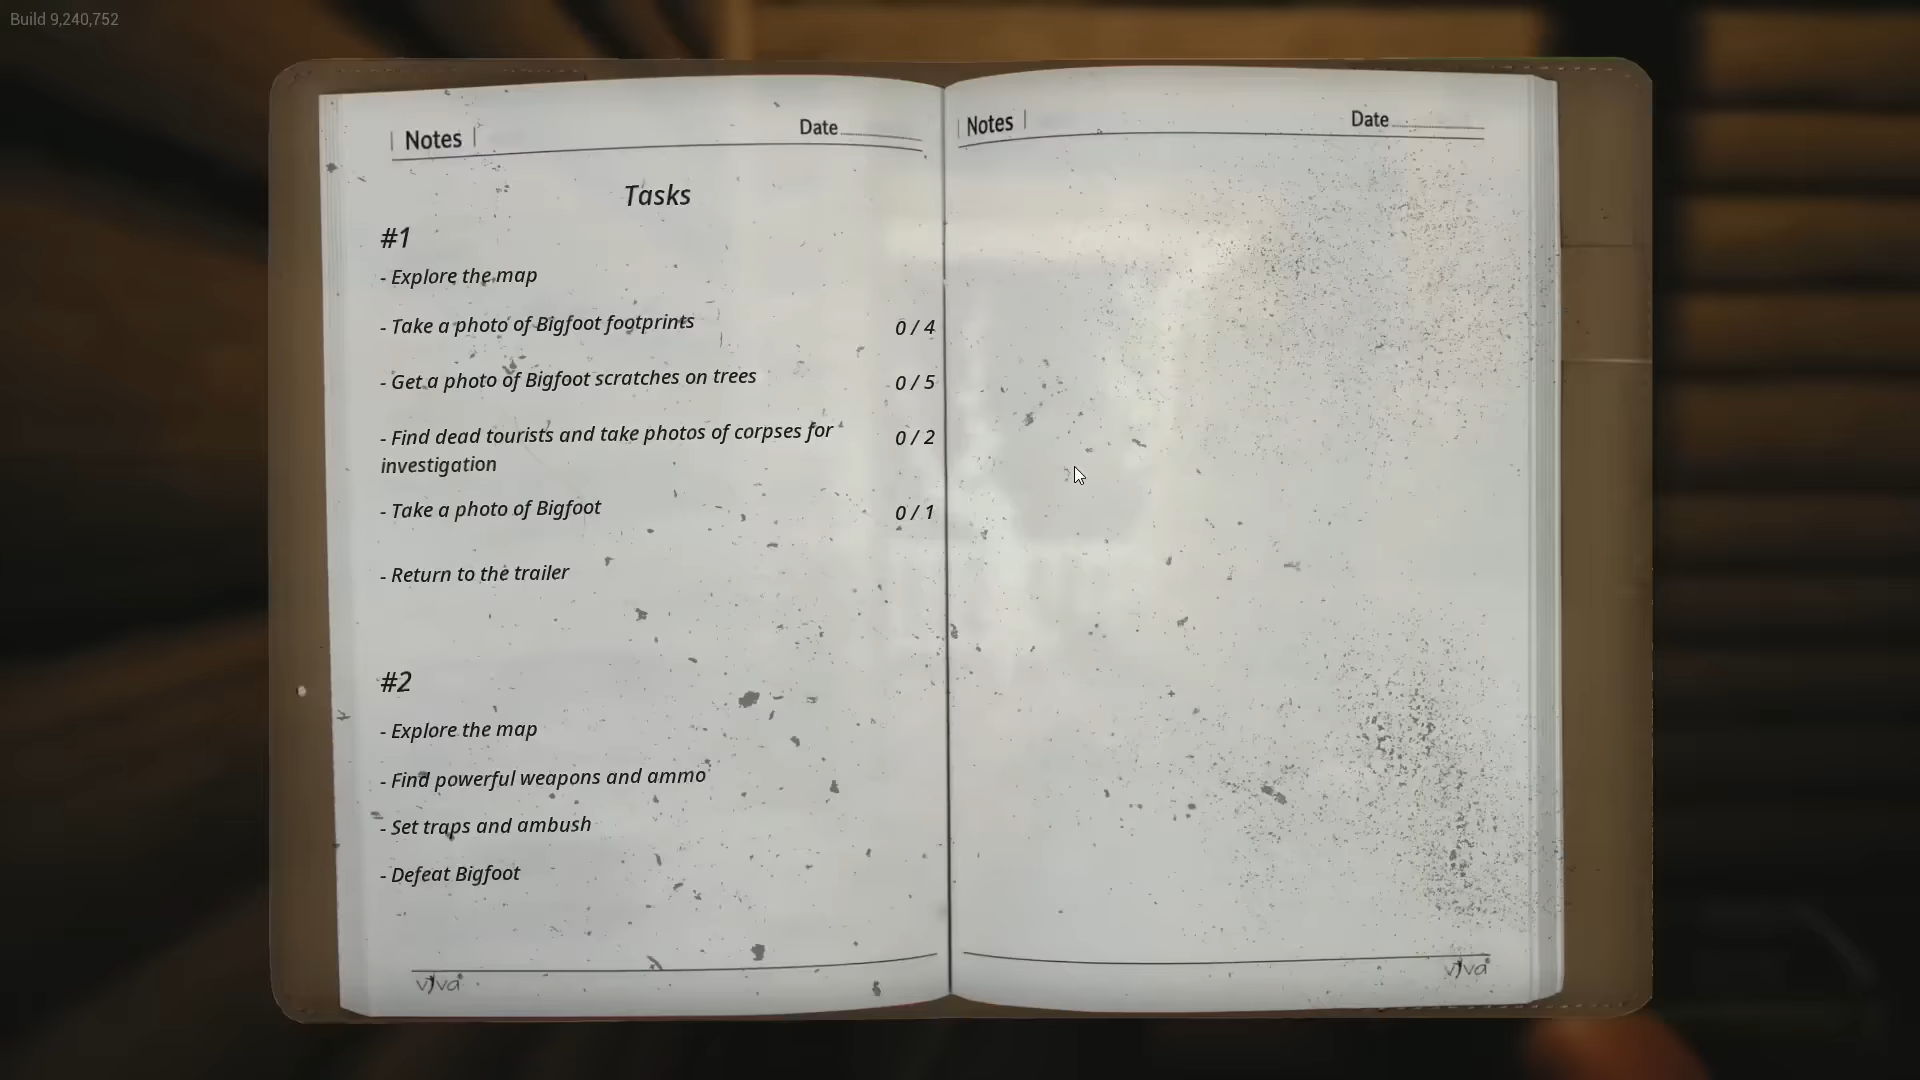 Build 9,240,752
Notes
Date
Tasks
#1
- Explore the map
- Take a photo of Bigfoot footprints 0 / 4
- Get a photo of Bigfoot scratches on trees 0 / 5
- Find dead tourists and take photos of corpses for 0 / 2
investigation
- Take a photo of Bigfoot 0 / 1
- Return to the trailer
#2
- Explore the map
- Find powerful weapons and ammo
- Set traps and ambush
- Defeat Bigfoot
viva
Notes
Date
viva